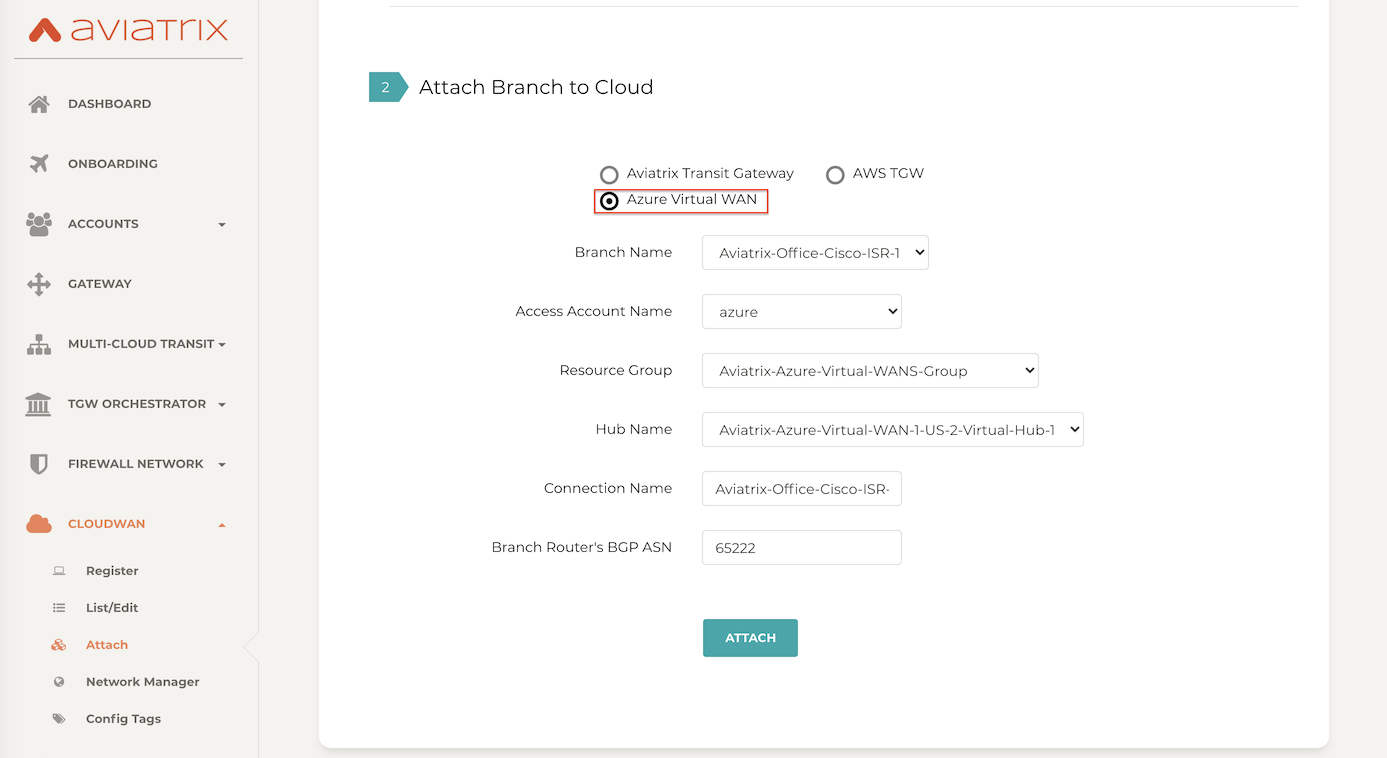 aviatrix
DASHBOARD
ONBOARDING
ACCOUNTS
GATEWAY
MULTI-CLOUD TRANSIT
TGW ORCHESTRATOR
FIREWALL NETWORK
CLOUDWAN
Register
List/Edit
Attach
Network Manager
Config Tags
2 Attach Branch to Cloud
Aviatrix Transit Gateway AWS TGW
Azure Virtual WAN
Branch Name Aviatrix-Office-Cisco-ISR-1
Access Account Name azure
Resource Group Aviatrix-Azure-Virtual-WANS-Group
Hub Name Aviatrix-Azure-Virtual-WAN-1-US-2-Virtual-Hub-1
Connection Name Aviatrix-Office-Cisco-ISR-
Branch Router's BGP ASN 65222
ATTACH